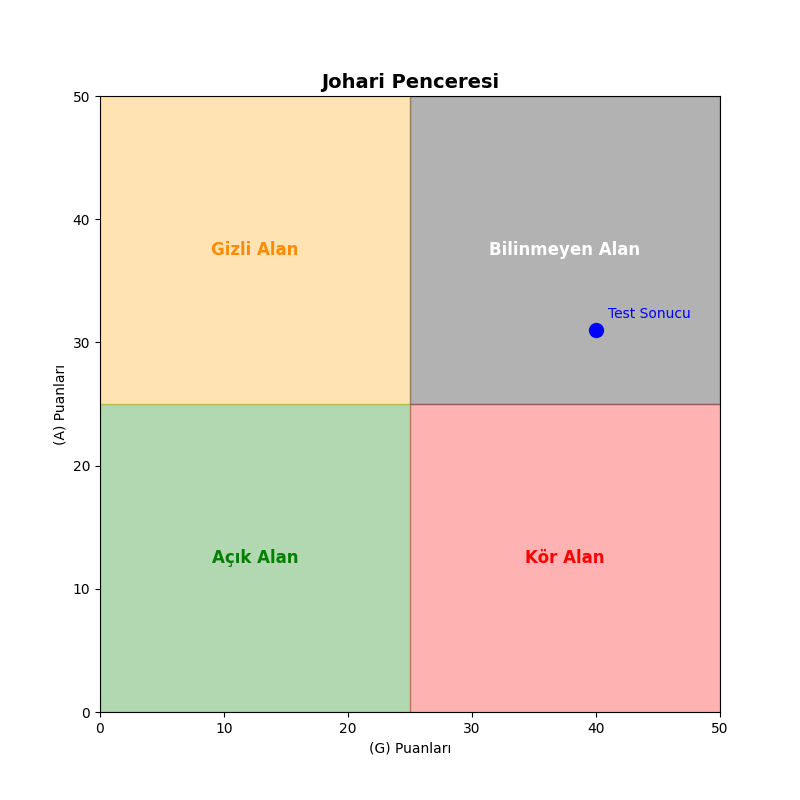 Johari Penceresi
50
40
30
20
10
0
(A) Puanları
Gizli Alan
Bilinmeyen Alan
Test Sonucu
Açık Alan
Kör Alan
0 10 20 30 40 50
(G) Puanları